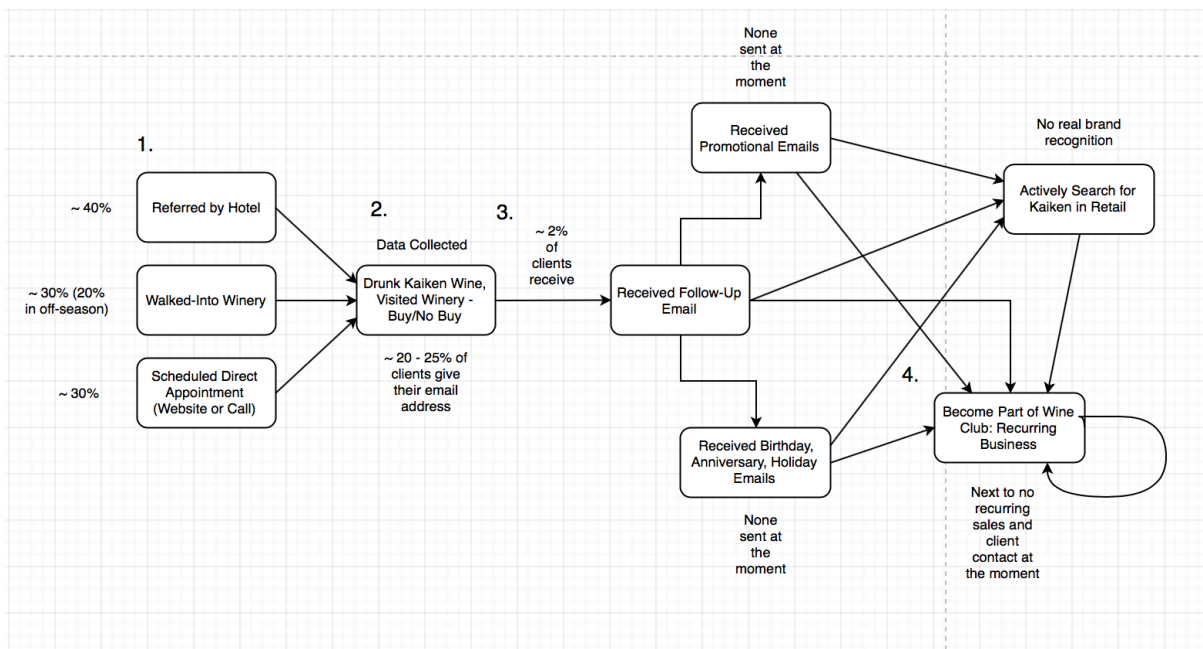 None
sent at
the
moment
Received
Promotional Emails
No real brand
recognition
1.
Actively Search for
Kaiken in Retail
~ 40%
Referred by Hotel
2.
3.
Data Collected
~ 2%
of
clients
receive
~ 30% (20%
in off-season)
Walked-Into Winery
Drunk Kaiken Wine,
Visited Winery -
Buy/No Buy
Received Follow-Up
Email
~ 30%
Scheduled Direct
Appointment
(Website or Call)
~ 20 - 25% of
clients give
their email
address
4.
Become Part of Wine
Club: Recurring
Business
Received Birthday,
Anniversary, Holiday
Emails
None
sent at
the
moment
Next to no
recurring
sales and
client
contact at
the moment